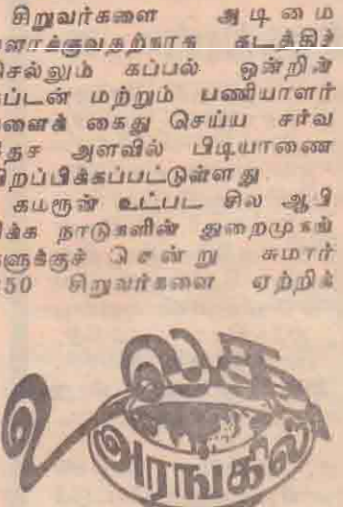 சிறுவர்களை அடிமை
ளாக்குவதற்காக கடத்திச்
செல்லும் கப்பல் ஒன்றின்
கப்டன் மற்றும் பணியாளர்
களைக் கைது செய்ய சர்வ
தேச அளவில் பிடியாணை
பிறப்பிக்கப்பட்டுள்ளது.
கமரூன் உட்பட சில ஆபி
ரிக்க நாடுகளின் துறைமுகங்
களுக்குச் சென்று சுமார்
250 சிறுவர்களை ஏற்றிக்
உலக
அரங்கில்